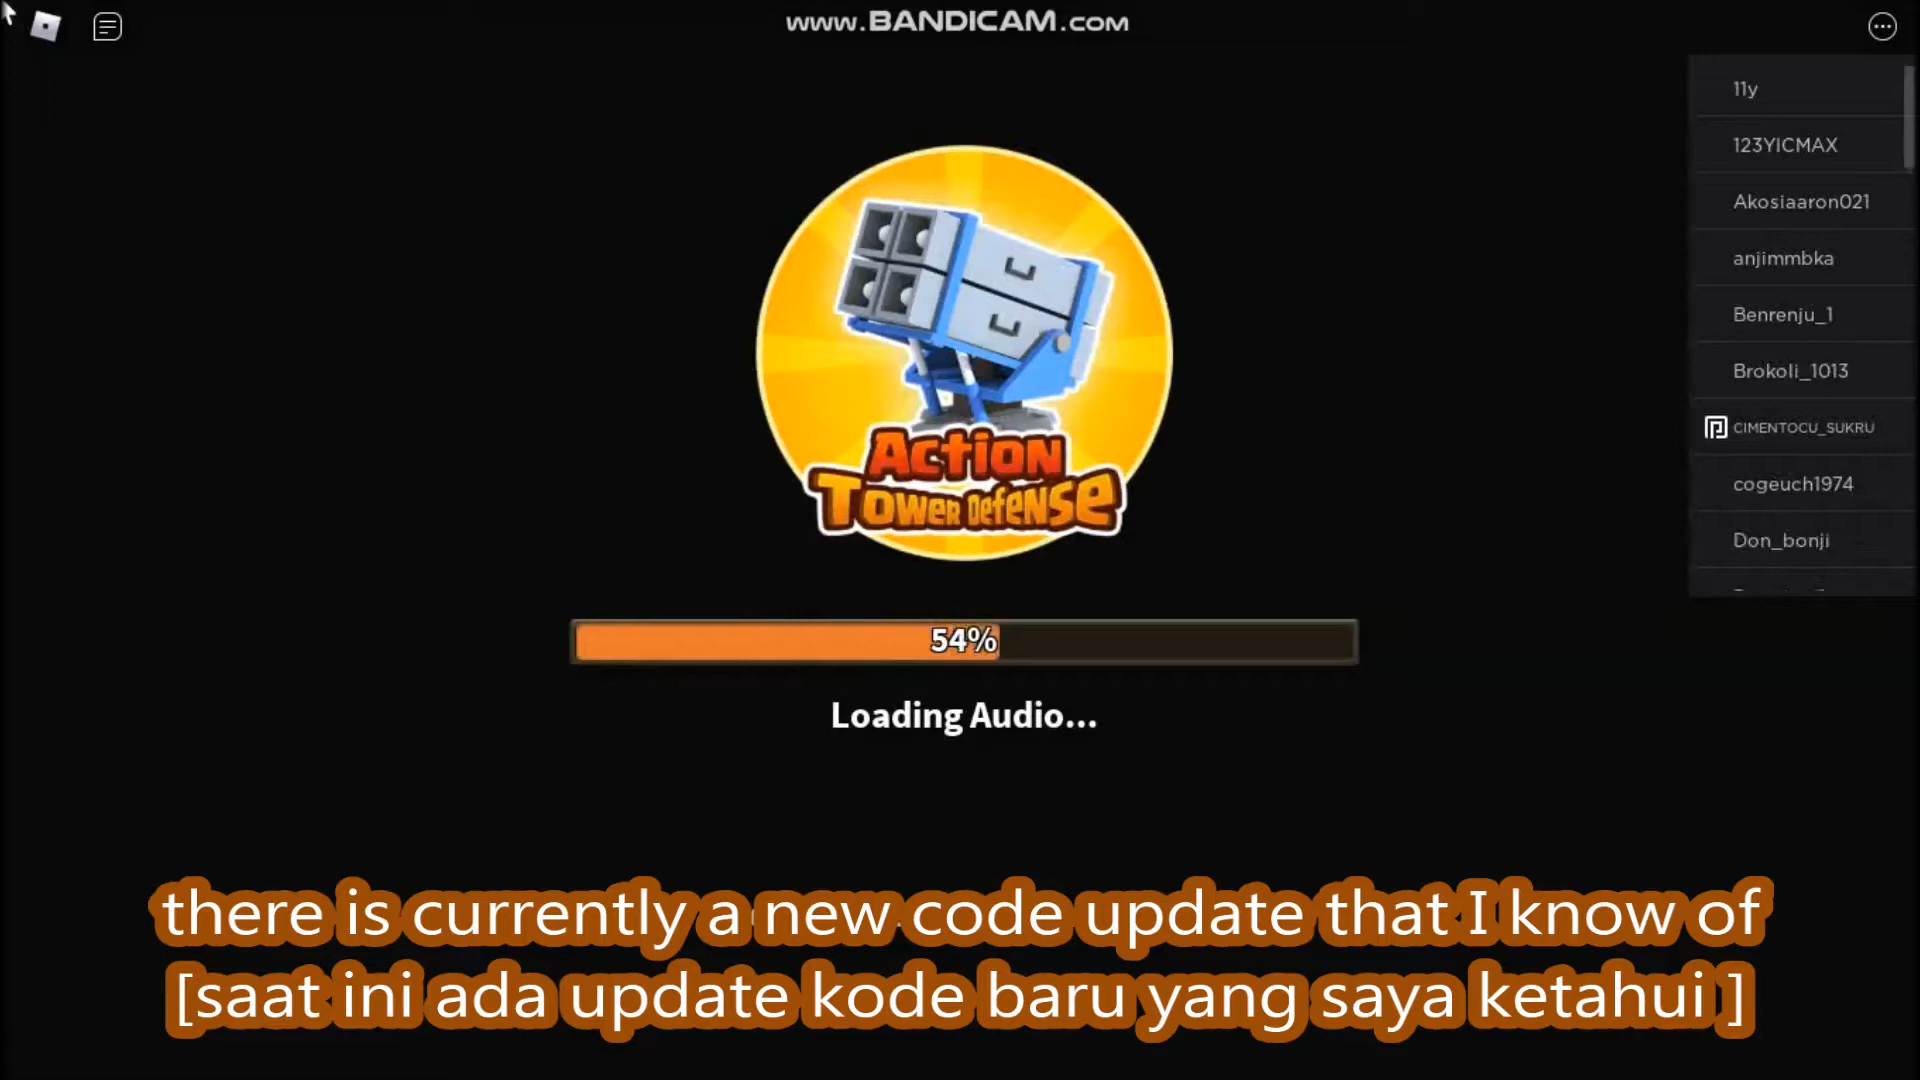 www.BANDICAM.com
11y
123YICMAX
Akosiaaron021
anjimmbka
Benrenju_1
Brokoli_1013
CIMENTOCU_SUKRU
cogeuch1974
Don_bonji
Action
Tower Defense
54%
Loading Audio...
there is currently a new code update that I know of
[saat ini ada update kode baru yang saya ketahui ]